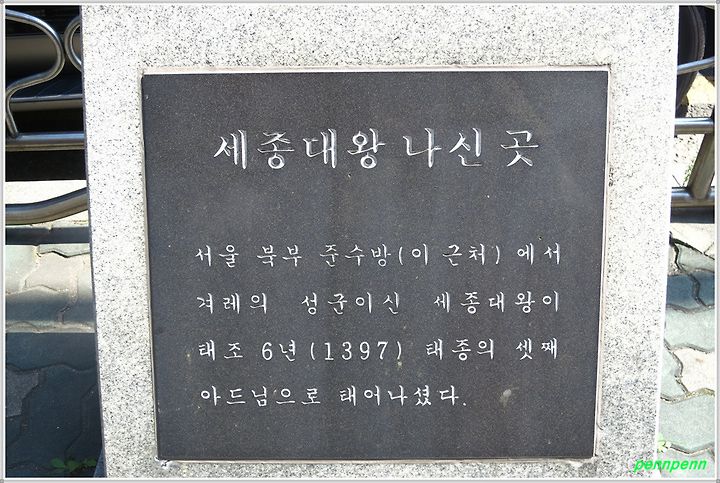 세종대왕 나신 곳
서울 북부 준수방(이 근처)에서
겨레의 성군이신 세종대왕이
태조 6년(1397) 태종의 셋째
아드님으로 태어나셨다.
pennpenn